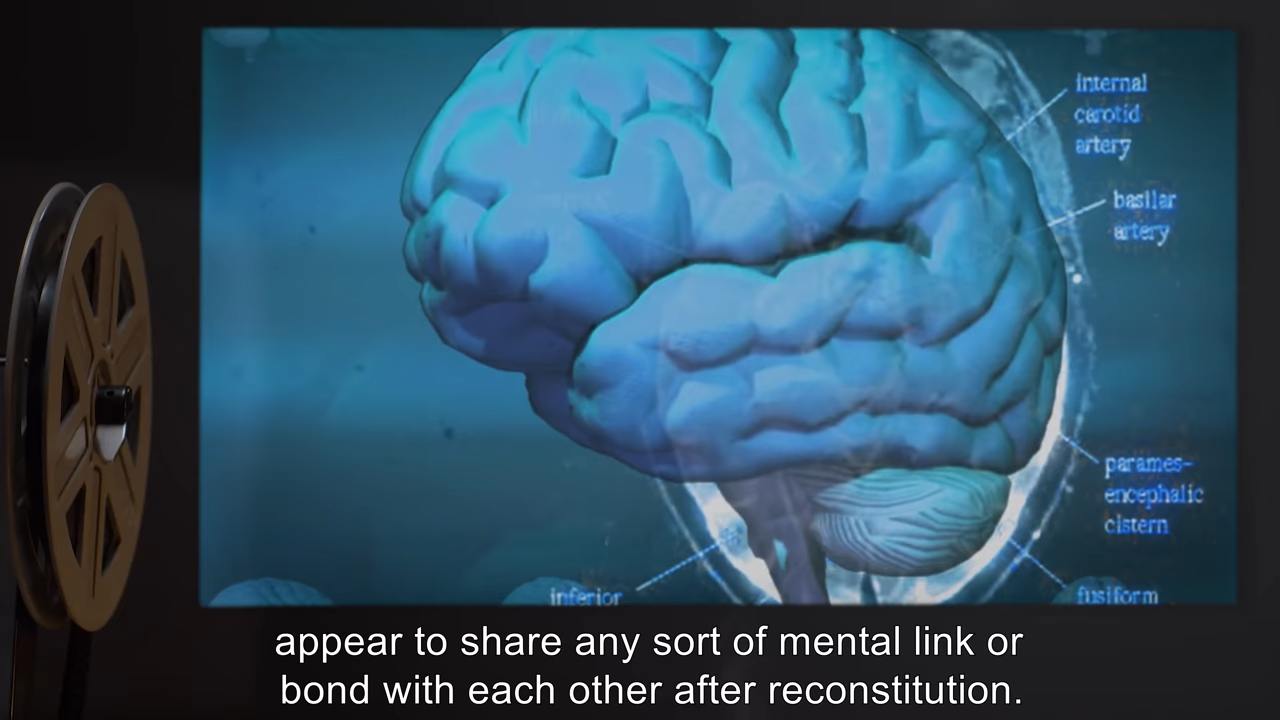 internal
carotid
artery
basilar
artery
parames-
encephalic
cistern
inferior
fusiform
appear to share any sort of mental link or
bond with each other after reconstitution.